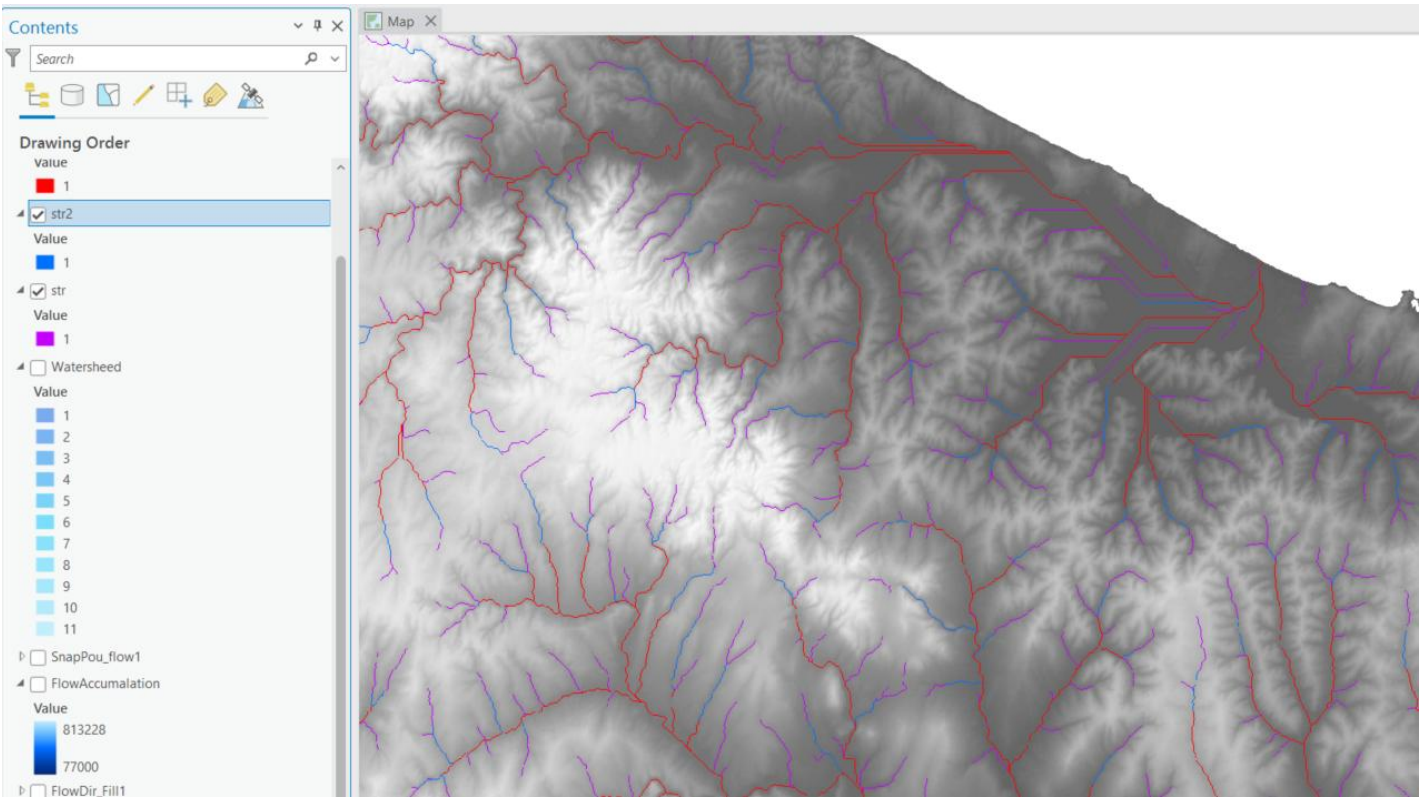 Contents
Map
Search
Drawing Order
Value
1
str2
Value
1
str
Value
1
Watersheed
Value
1
2
3
4
5
6
7
8
9
10
11
SnapPou_flow1
FlowAccumalation
Value
813228
77000
FlowDir_Fill1